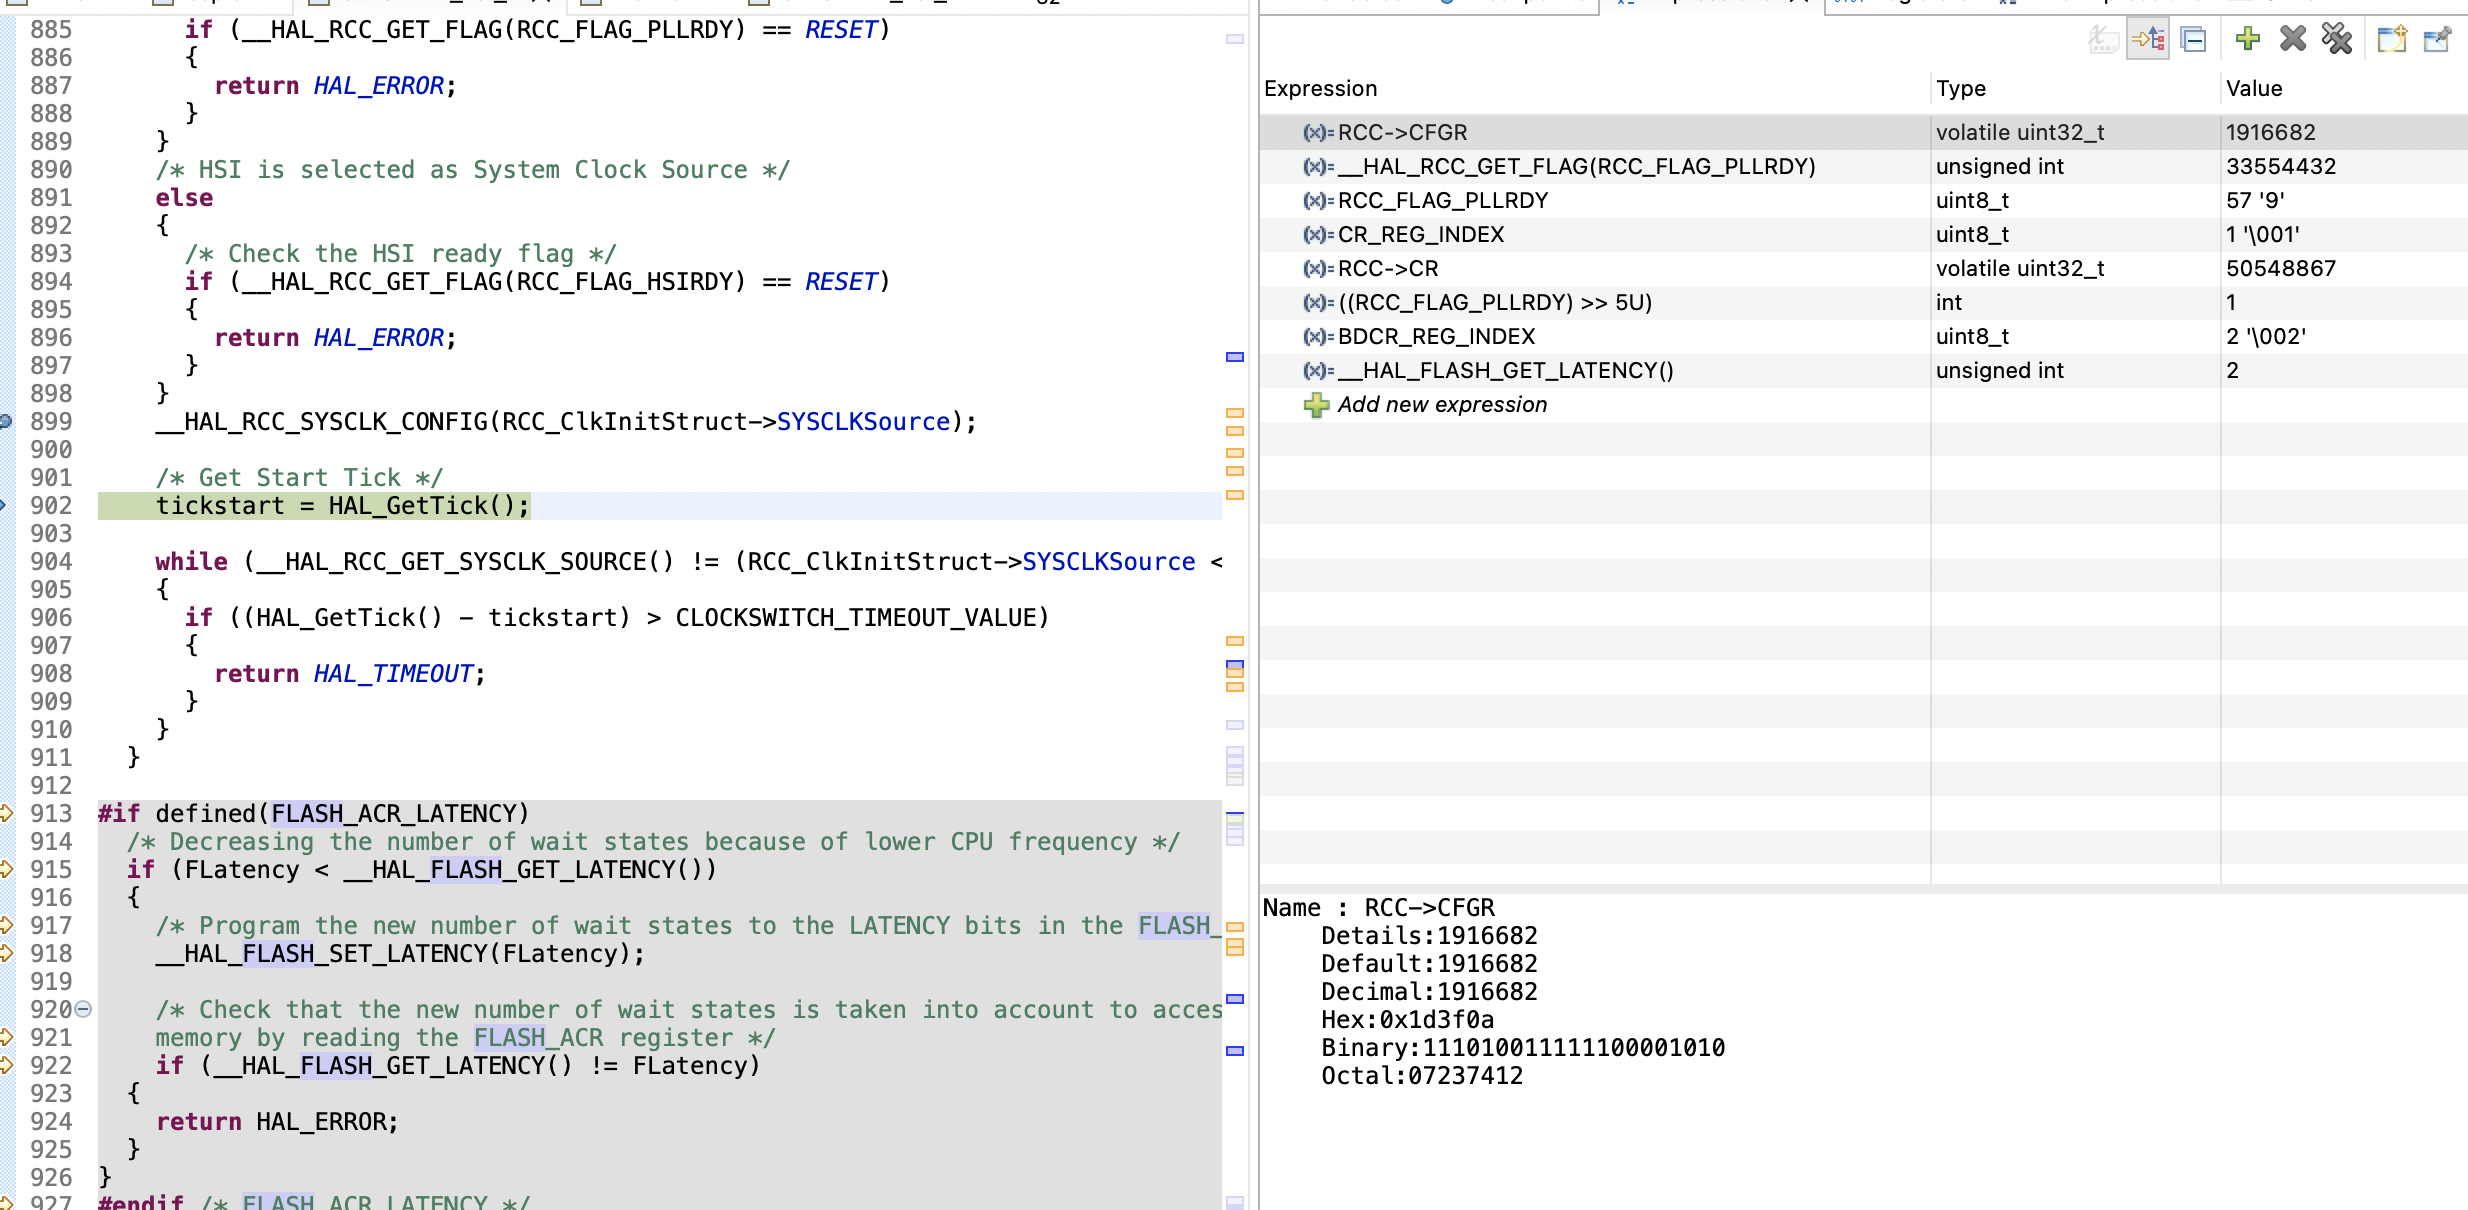 885 if (__HAL_RCC_GET_FLAG(RCC_FLAG_PLLRDY) == RESET)
886 {
887 return HAL_ERROR;
888 }
889 }
890 /* HSI is selected as System Clock Source */
891 else
892 {
893 /* Check the HSI ready flag */
894 if (__HAL_RCC_GET_FLAG(RCC_FLAG_HSIRDY) == RESET)
895 {
896 return HAL_ERROR;
897 }
898 }
899 __HAL_RCC_SYSCLK_CONFIG(RCC_ClkInitStruct->SYSCLKSource);
900
901 /* Get Start Tick */
902 tickstart = HAL_GetTick();
903
904 while (__HAL_RCC_GET_SYSCLK_SOURCE() != (RCC_ClkInitStruct->SYSCLKSource <
905 {
906 if ((HAL_GetTick() - tickstart) > CLOCKSWITCH_TIMEOUT_VALUE)
907 {
908 return HAL_TIMEOUT;
909 }
910 }
911 }
912
913 #if defined(FLASH_ACR_LATENCY)
914 /* Decreasing the number of wait states because of lower CPU frequency */
915 if (FLatency < __HAL_FLASH_GET_LATENCY())
916 {
917 /* Program the new number of wait states to the LATENCY bits in the FLASH_
918 __HAL_FLASH_SET_LATENCY(FLatency);
919
920 /* Check that the new number of wait states is taken into account to acces
921 memory by reading the FLASH_ACR register */
922 if (__HAL_FLASH_GET_LATENCY() != FLatency)
923 {
924 return HAL_ERROR;
925 }
926 }
927 #endif /* FLASH_ACR_LATENCY */
Expression Type Value
(x)= RCC->CFGR volatile uint32_t 1916682
(x)= __HAL_RCC_GET_FLAG(RCC_FLAG_PLLRDY) unsigned int 33554432
(x)= RCC_FLAG_PLLRDY uint8_t 57 '9'
(x)= CR_REG_INDEX uint8_t 1 '\001'
(x)= RCC->CR volatile uint32_t 50548867
(x)= ((RCC_FLAG_PLLRDY) >> 5U) int 1
(x)= BDCR_REG_INDEX uint8_t 2 '\002'
(x)= __HAL_FLASH_GET_LATENCY() unsigned int 2
Add new expression
Name : RCC->CFGR
Details:1916682
Default:1916682
Decimal:1916682
Hex:0x1d3f0a
Binary:111010011111100001010
Octal:07237412